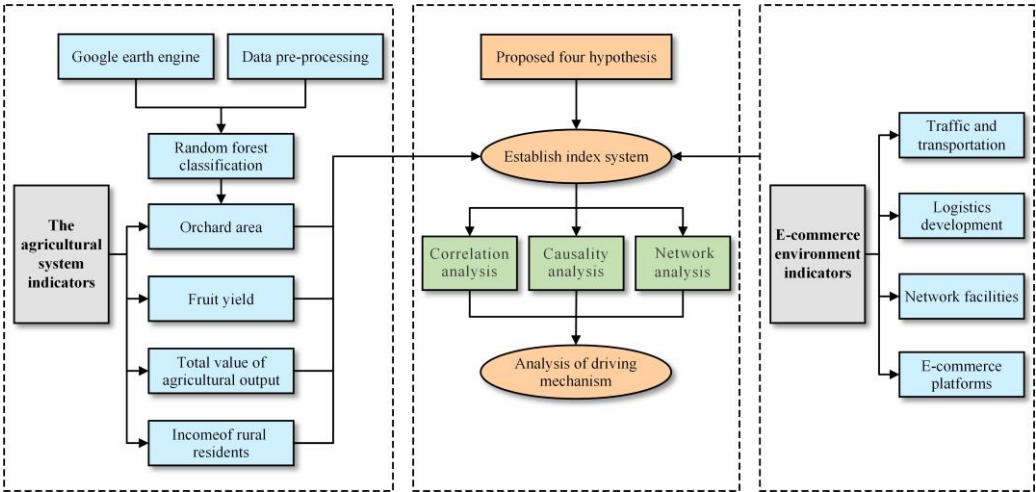 Google earth engine
Data pre-processing
Random forest
classification
The
agricultural
system
indicators
Orchard area
Fruit yield
Total value of
agricultural output
Incomeof rural
residents
Proposed four hypothesis
Establish index system
Correlation
analysis
Causality
analysis
Network
analysis
Analysis of driving
mechanism
E-commerce
environment
indicators
Traffic and
transportation
Logistics
development
Network facilities
E-commerce
platforms